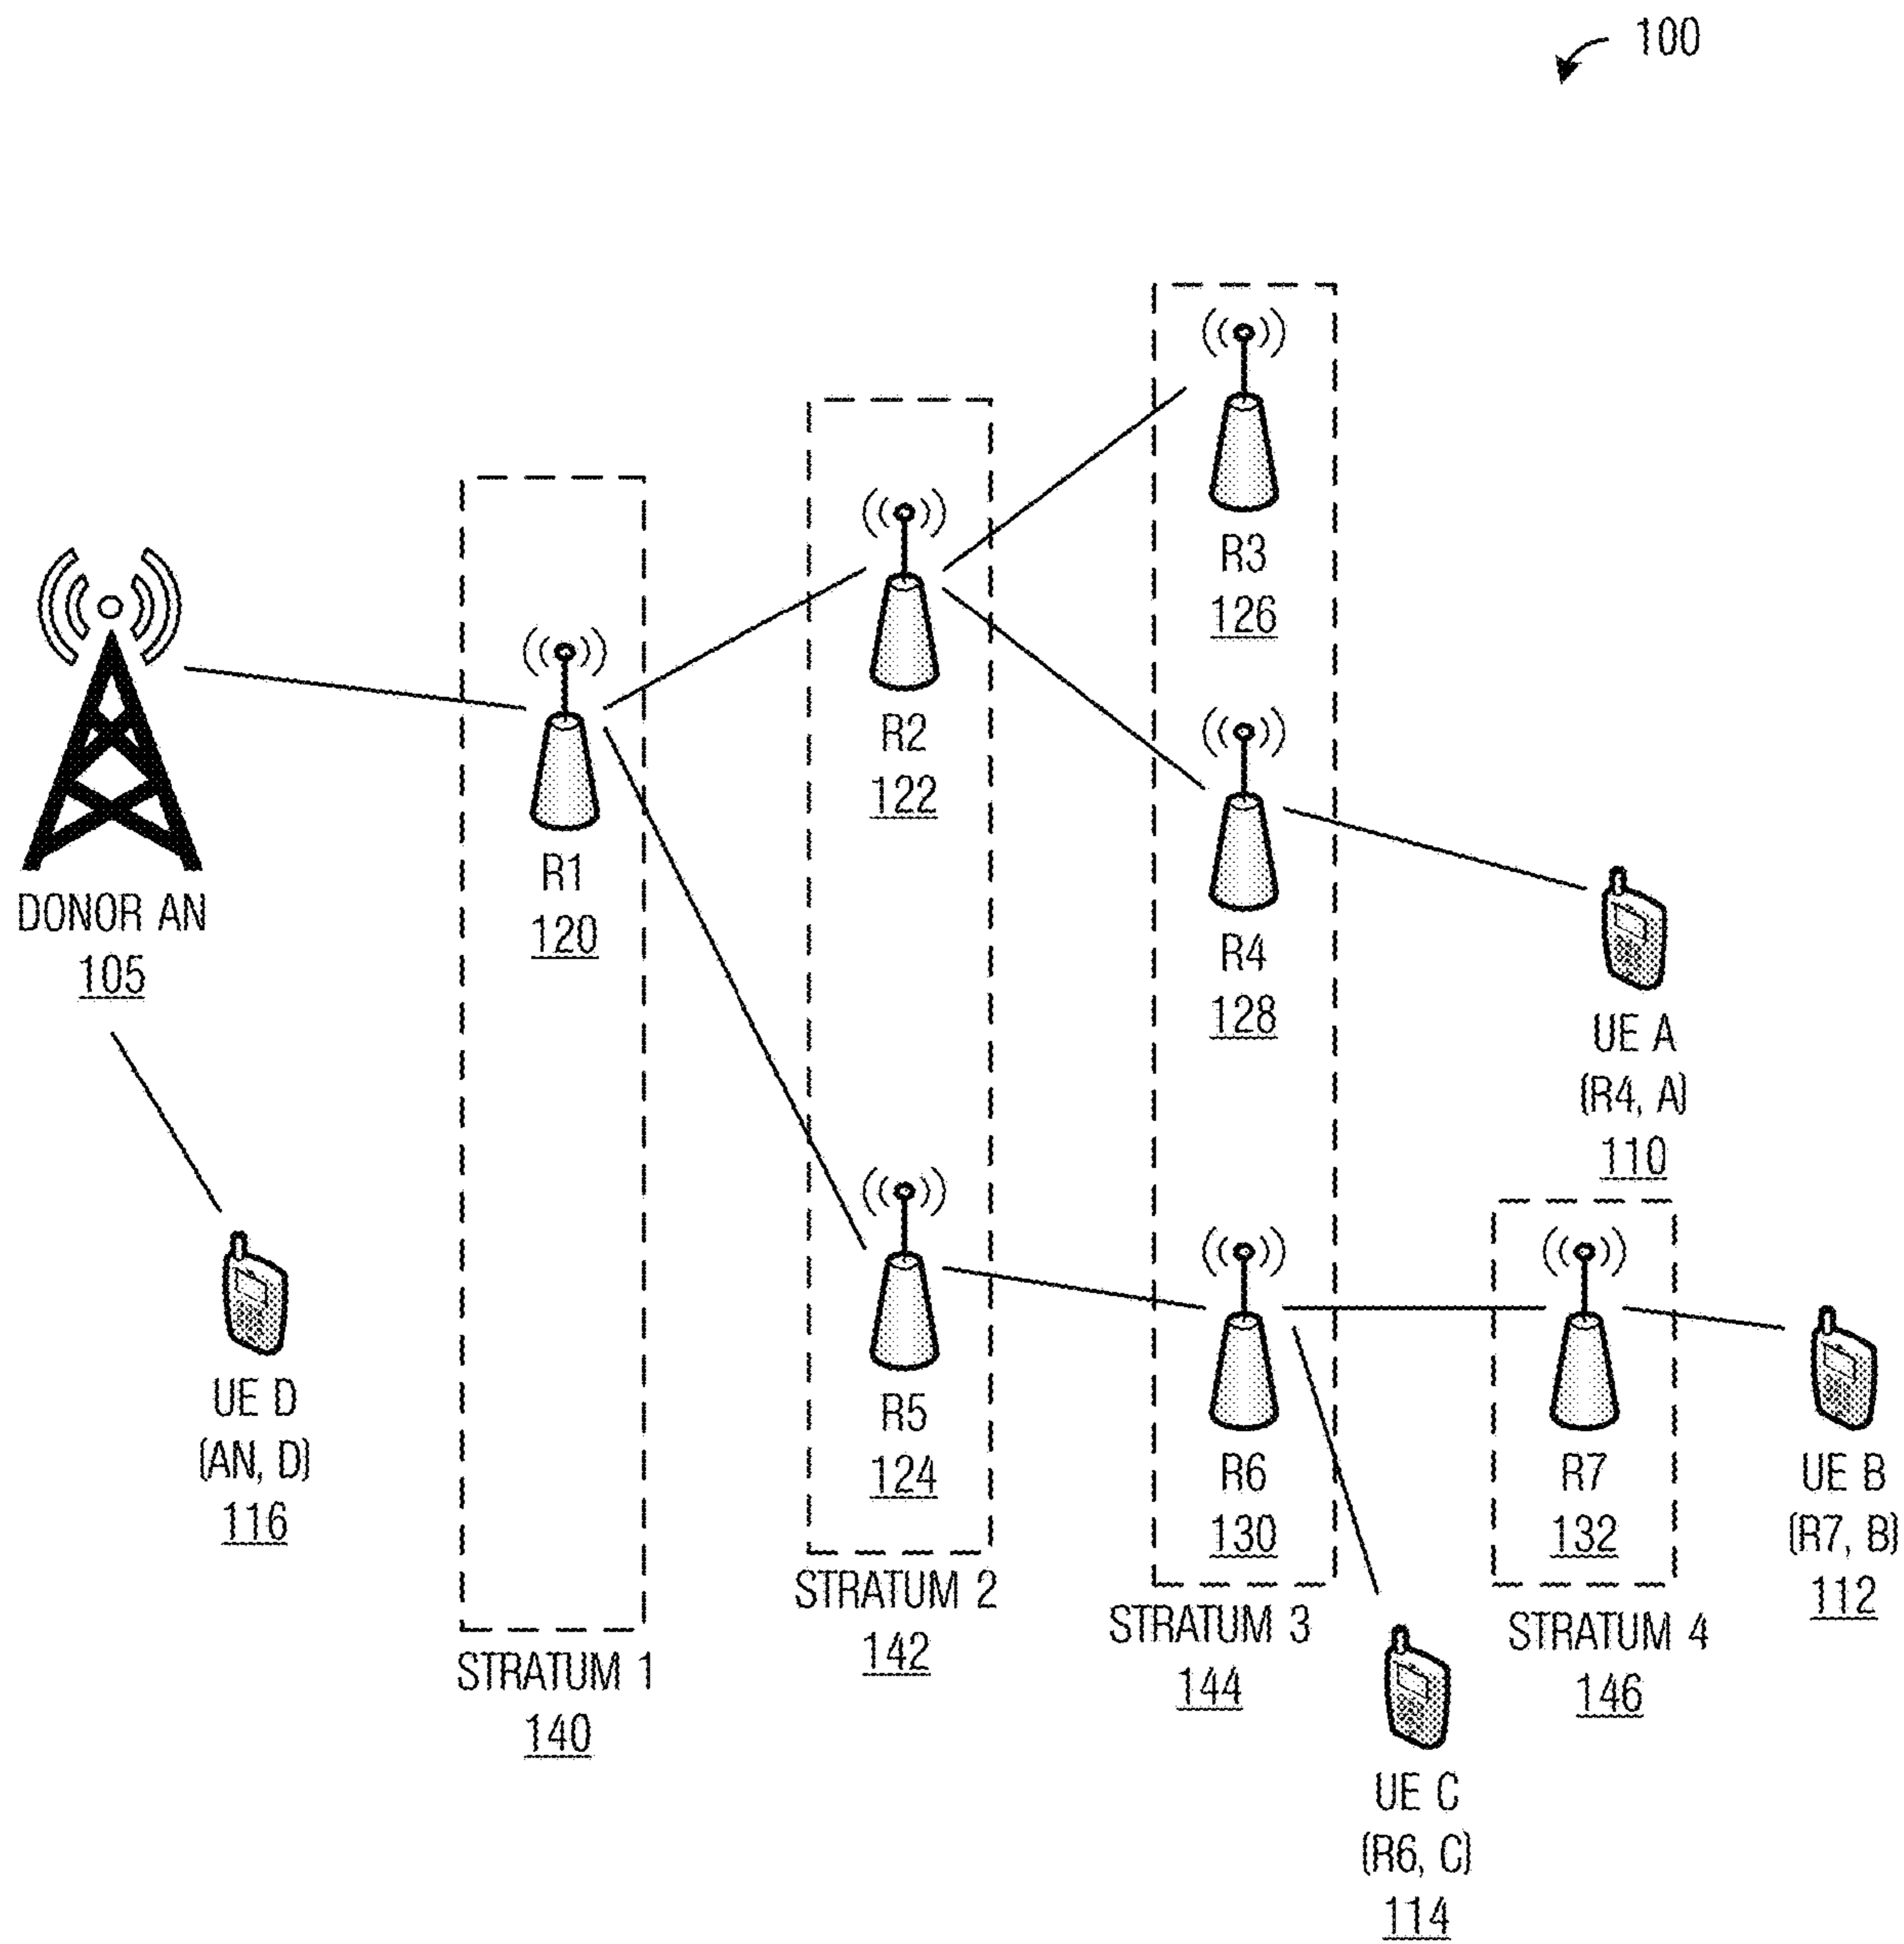 100
R3
126
R2
122
R1
120
DONOR AN
105
R4
128
UE A
(R4, A)
110
UE D
(AN, D)
116
R5
124
R6
130
R7
132
UE B
(R7, B)
112
STRATUM 1
140
STRATUM 2
142
STRATUM 3
144
STRATUM 4
146
UE C
(R6, C)
114